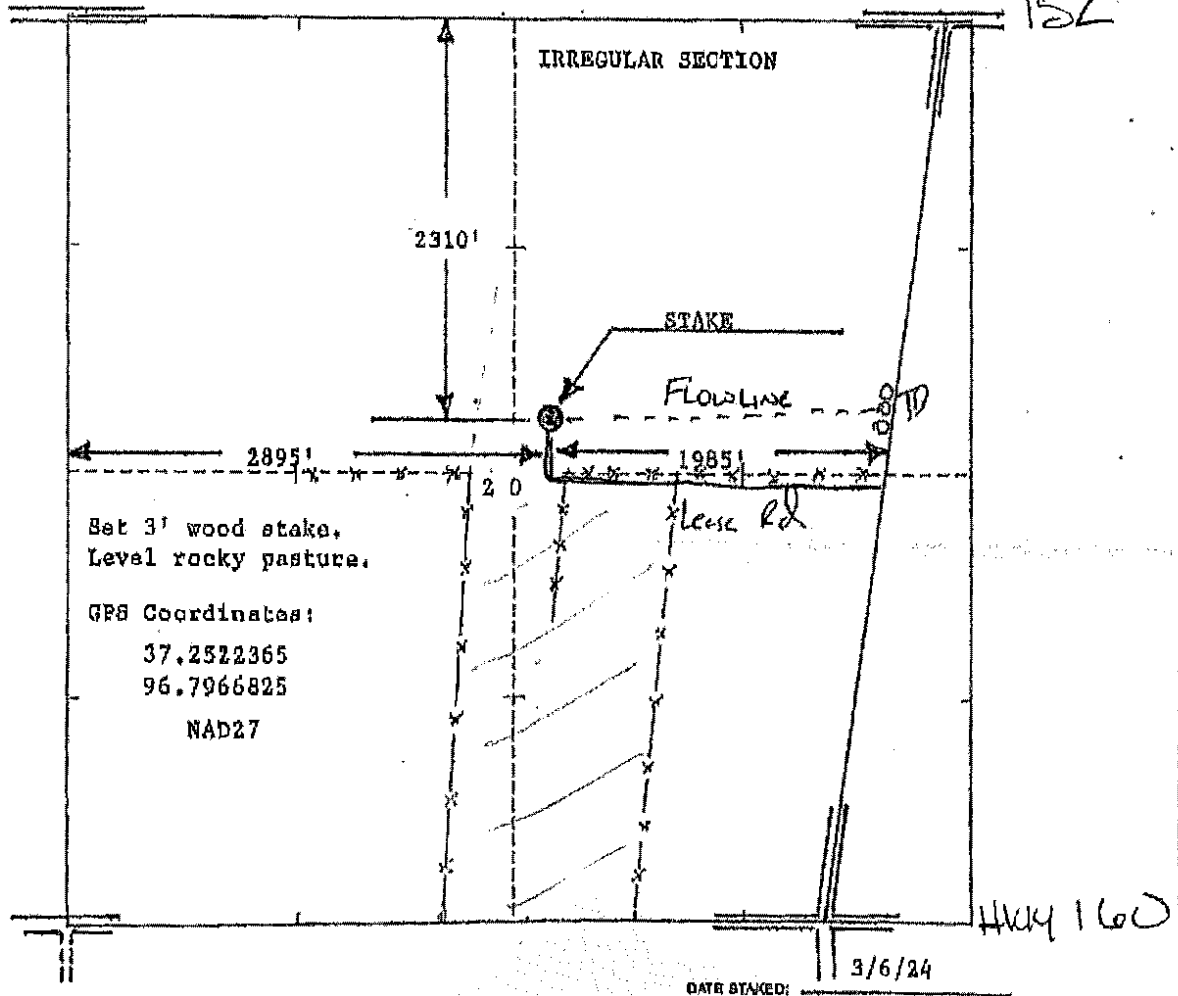 152
IRREGULAR SECTION
2310'
STAKE
FLOWLINE
TD
2895'
1985'
2 0
Lease Rd
Set 3' wood stake.
Level rocky pasture.
GPS Coordinates:
37.2522365
96.7966825
NAD27
HWY 160
3/6/24
DATE STAKED: